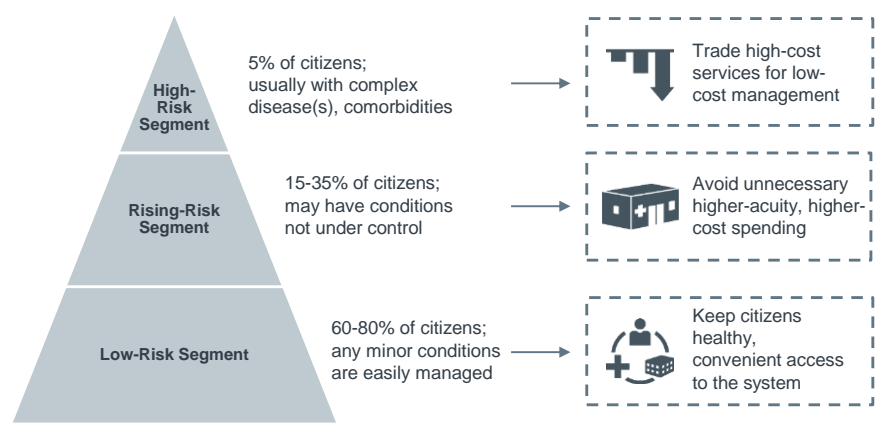 High-
Risk
Segment
5% of citizens;
usually with complex
disease(s), comorbidities
Trade high-cost
services for low-
cost management
Rising-Risk
Segment
15-35% of citizens;
may have conditions
not under control
Avoid unnecessary
higher-acuity, higher-
cost spending
Low-Risk Segment
60-80% of citizens;
any minor conditions
are easily managed
Keep citizens
healthy,
convenient access
to the system